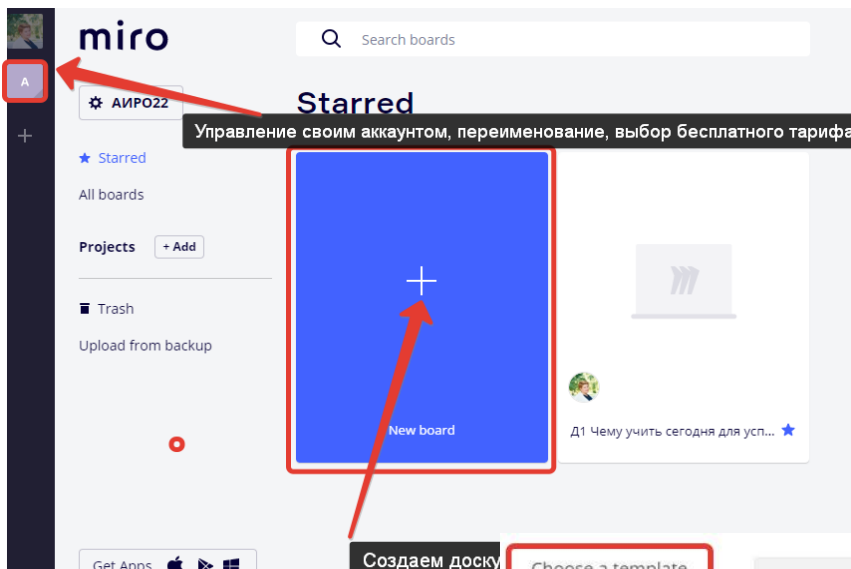 miro
Search boards
A
АИРО22
Starred
Управление своим аккаунтом, переименование, выбор бесплатного тарифа
Starred
All boards
Projects
+ Add
Trash
Upload from backup
New board
Д1 Чему учить сегодня для усп...
Get Apps
Создаем доску
Choose a template